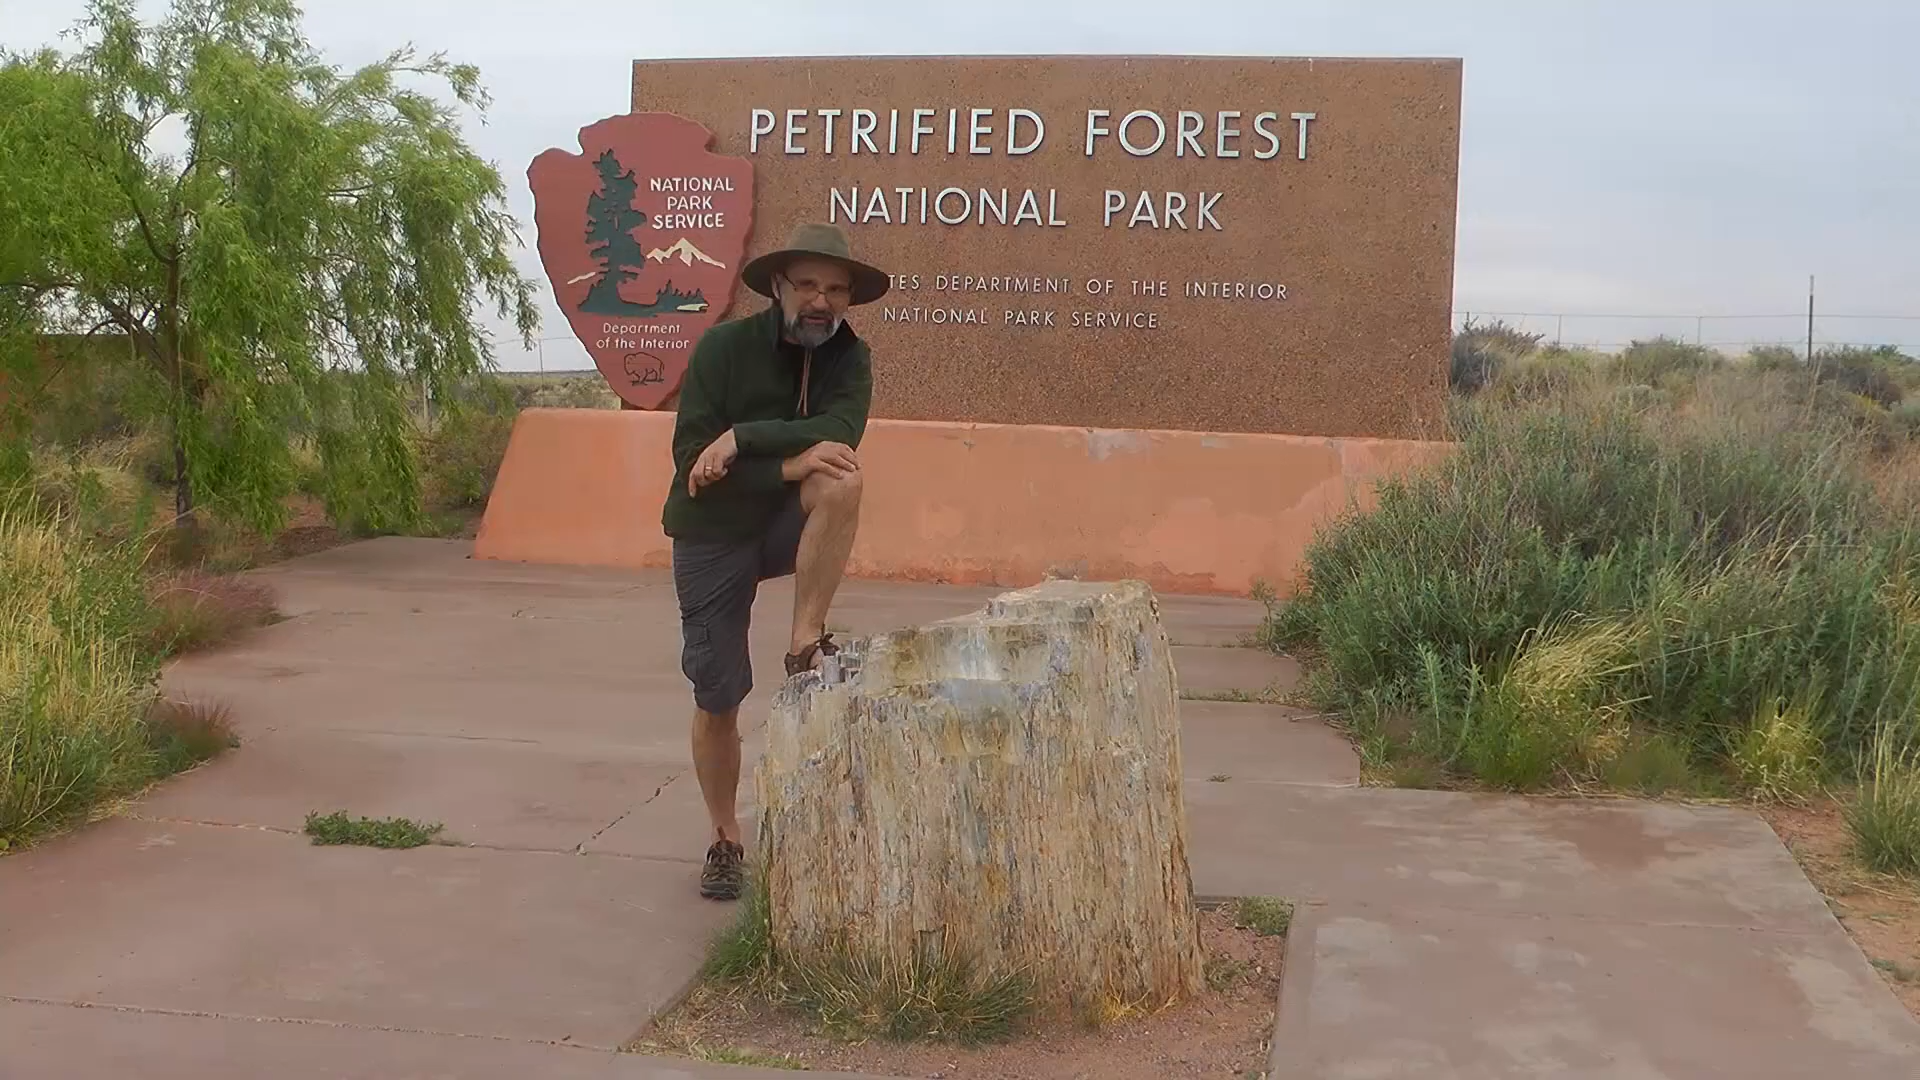 PETRIFIED FOREST
NATIONAL PARK
TES DEPARTMENT OF THE INTERIOR
NATIONAL PARK SERVICE
NATIONAL
PARK
SERVICE
Department
of the Interior